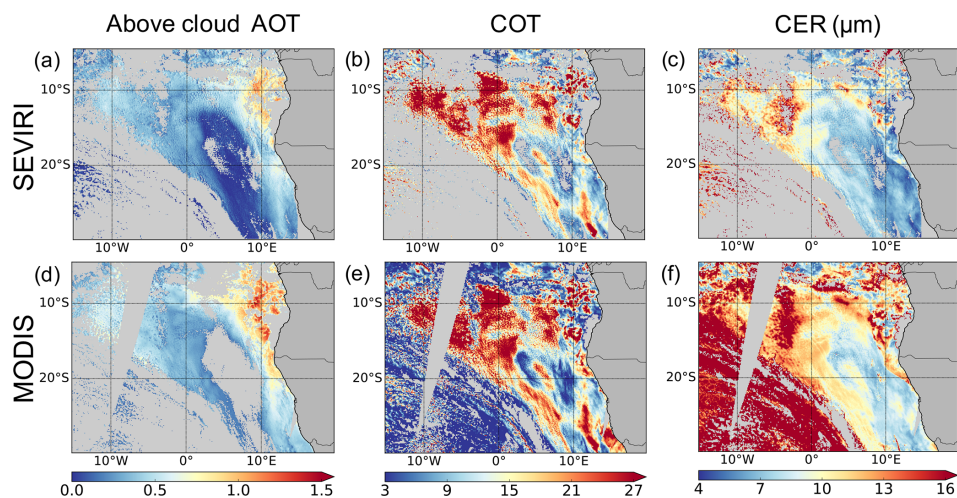 Above cloud AOT COT CER (µm)
SEVIRI
(a) (b) (c)
10°S 10°S 10°S
20°S 20°S 20°S
10°W 0° 10°E 10°W 0° 10°E 10°W 0° 10°E
MODIS
(d) (e) (f)
10°S 10°S 10°S
20°S 20°S 20°S
10°W 0° 10°E 10°W 0° 10°E 10°W 0° 10°E
0.0 0.5 1.0 1.5 3 9 15 21 27 4 7 10 13 16